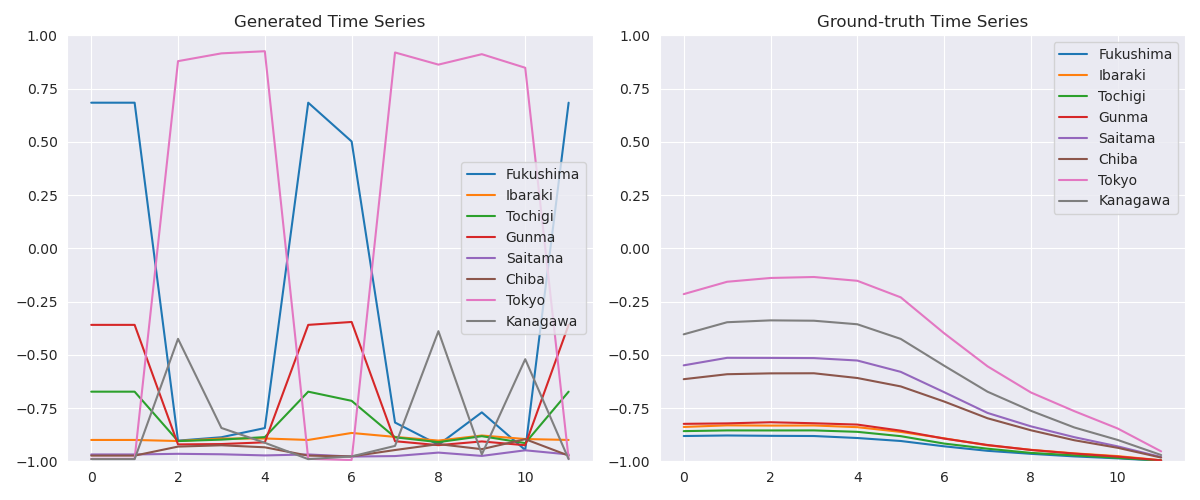 Generated Time Series
1.00
0.75
0.50
0.25
0.00
−0.25
−0.50
−0.75
−1.00
0 2 4 6 8 10
Fukushima
Ibaraki
Tochigi
Gunma
Saitama
Chiba
Tokyo
Kanagawa
Ground-truth Time Series
1.00
0.75
0.50
0.25
0.00
−0.25
−0.50
−0.75
−1.00
0 2 4 6 8 10
Fukushima
Ibaraki
Tochigi
Gunma
Saitama
Chiba
Tokyo
Kanagawa